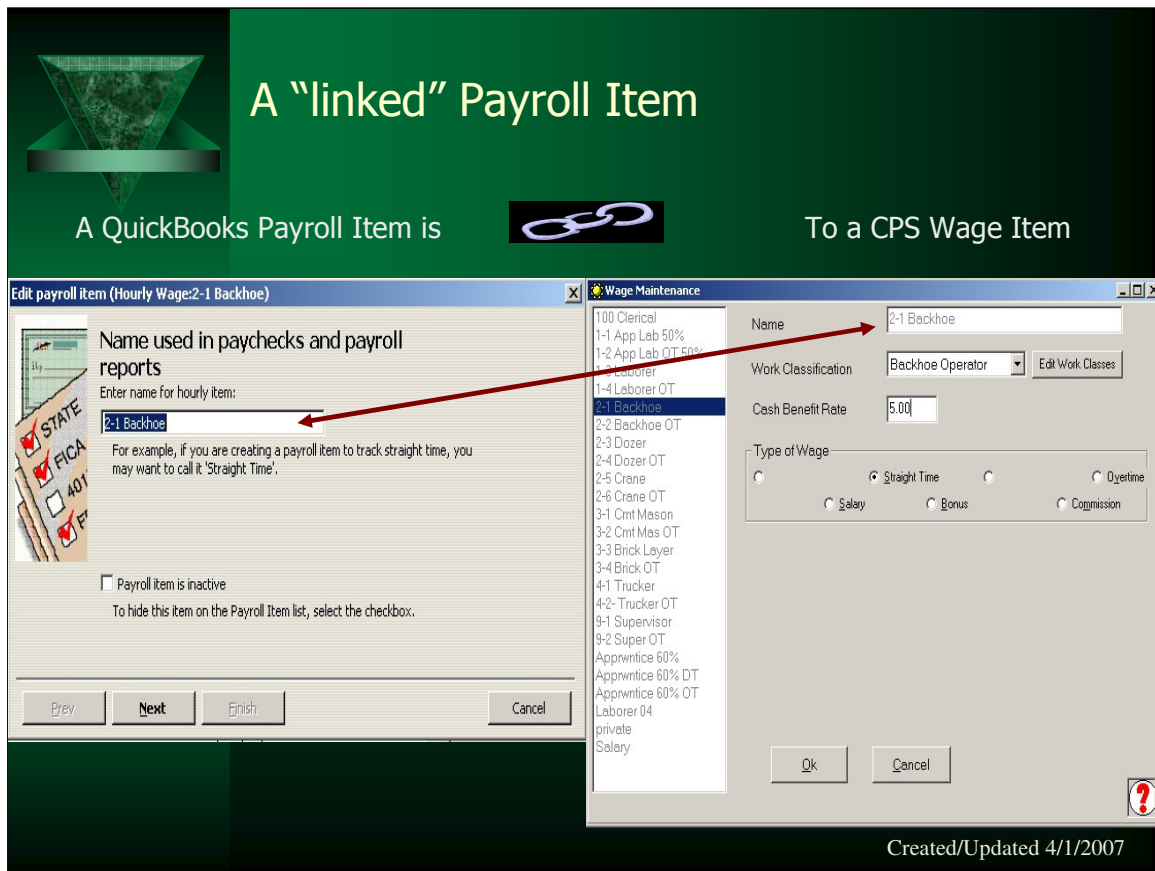 A “linked” Payroll Item
A QuickBooks Payroll Item is
To a CPS Wage Item
Edit payroll item (Hourly Wage:2-1 Backhoe)
Name used in paychecks and payroll
reports
Enter name for hourly item:
2-1 Backhoe
For example, if you are creating a payroll item to track straight time, you
may want to call it 'Straight Time'.
Payroll item is inactive
To hide this item on the Payroll Item list, select the checkbox.
Prev Next Finish Cancel
STATE
FICA
401
Wage Maintenance
100 Clerical
1-1 App Lab 50%
1-2 App Lab OT 50%
1-3 Laborer
1-4 Laborer OT
2-1 Backhoe
2-2 Backhoe OT
2-3 Dozer
2-4 Dozer OT
2-5 Crane
2-6 Crane OT
3-1 Cmt Mason
3-2 Cmt Mas OT
3-3 Brick Layer
3-4 Brick OT
4-1 Trucker
4-2- Trucker OT
9-1 Supervisor
9-2 Super OT
Apprwntice 60%
Apprwntice 60% DT
Apprwntice 60% OT
Laborer 04
private
Salary
Name 2-1 Backhoe
Work Classification Backhoe Operator Edit Work Classes
Cash Benefit Rate 5.00
Type of Wage
Straight Time Overtime
Salary Bonus Commission
Ok Cancel
?
Created/Updated 4/1/2007